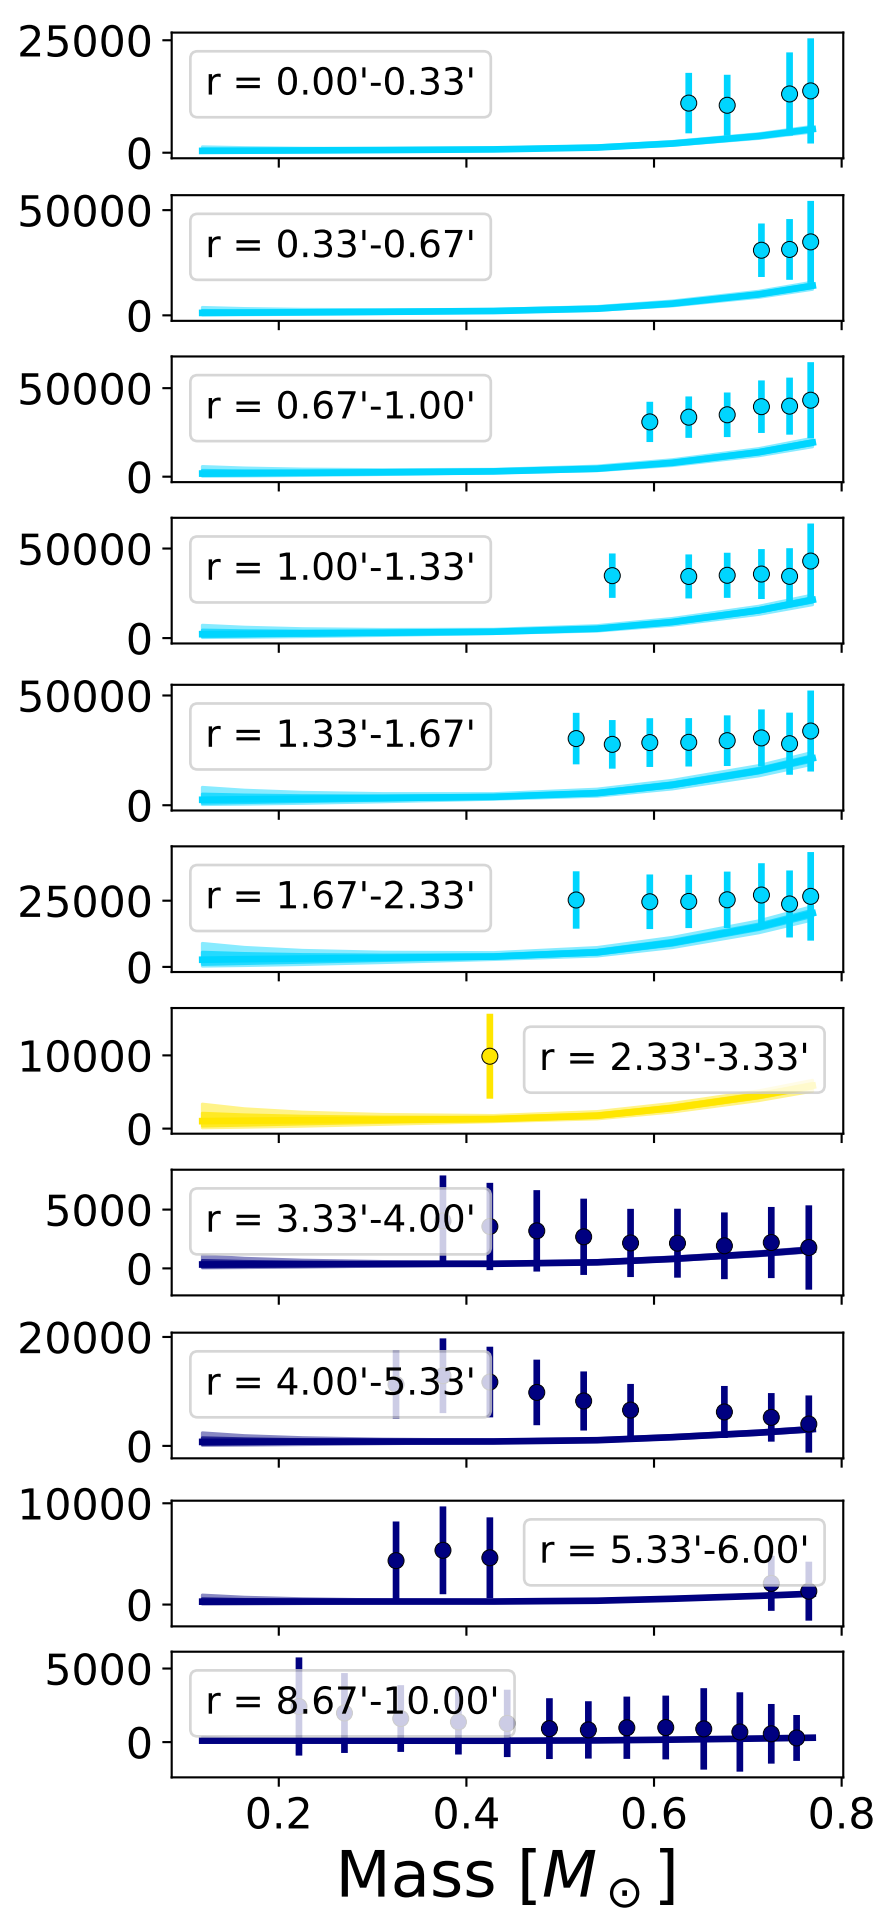 25000
r = 0.00'-0.33'
0
50000
r = 0.33'-0.67'
0
50000
r = 0.67'-1.00'
0
50000
r = 1.00'-1.33'
0
50000
r = 1.33'-1.67'
0
25000
r = 1.67'-2.33'
0
10000
r = 2.33'-3.33'
0
5000
r = 3.33'-4.00'
0
20000
r = 4.00'-5.33'
0
10000
r = 5.33'-6.00'
0
5000
r = 8.67'-10.00'
0
0.2 0.4 0.6 0.8
Mass [M⊙]